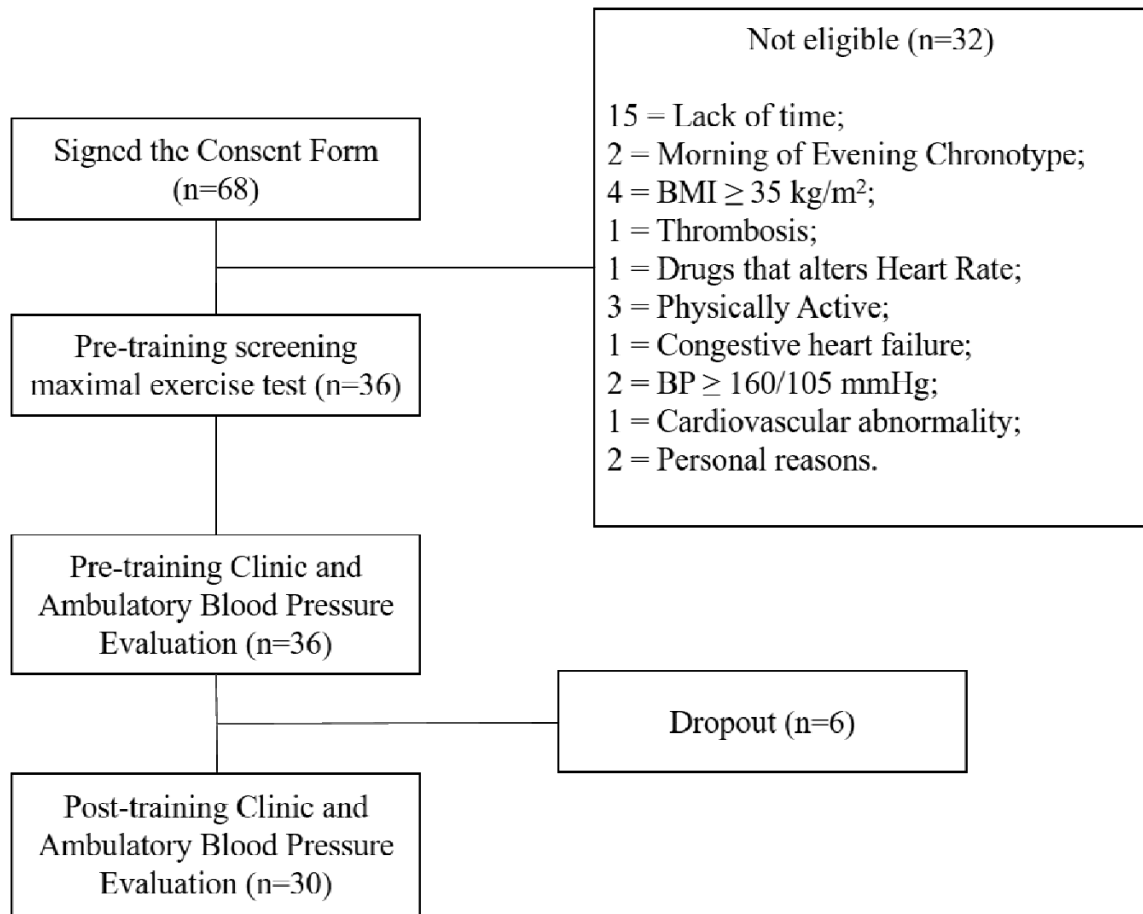 Not eligible (n=32)
15 = Lack of time;
2 = Morning of Evening Chronotype;
4 = BMI ≥ 35 kg/m²;
1 = Thrombosis;
1 = Drugs that alters Heart Rate;
3 = Physically Active;
1 = Congestive heart failure;
2 = BP ≥ 160/105 mmHg;
1 = Cardiovascular abnormality;
2 = Personal reasons.
Signed the Consent Form
(n=68)
Pre-training screening
maximal exercise test (n=36)
Pre-training Clinic and
Ambulatory Blood Pressure
Evaluation (n=36)
Dropout (n=6)
Post-training Clinic and
Ambulatory Blood Pressure
Evaluation (n=30)